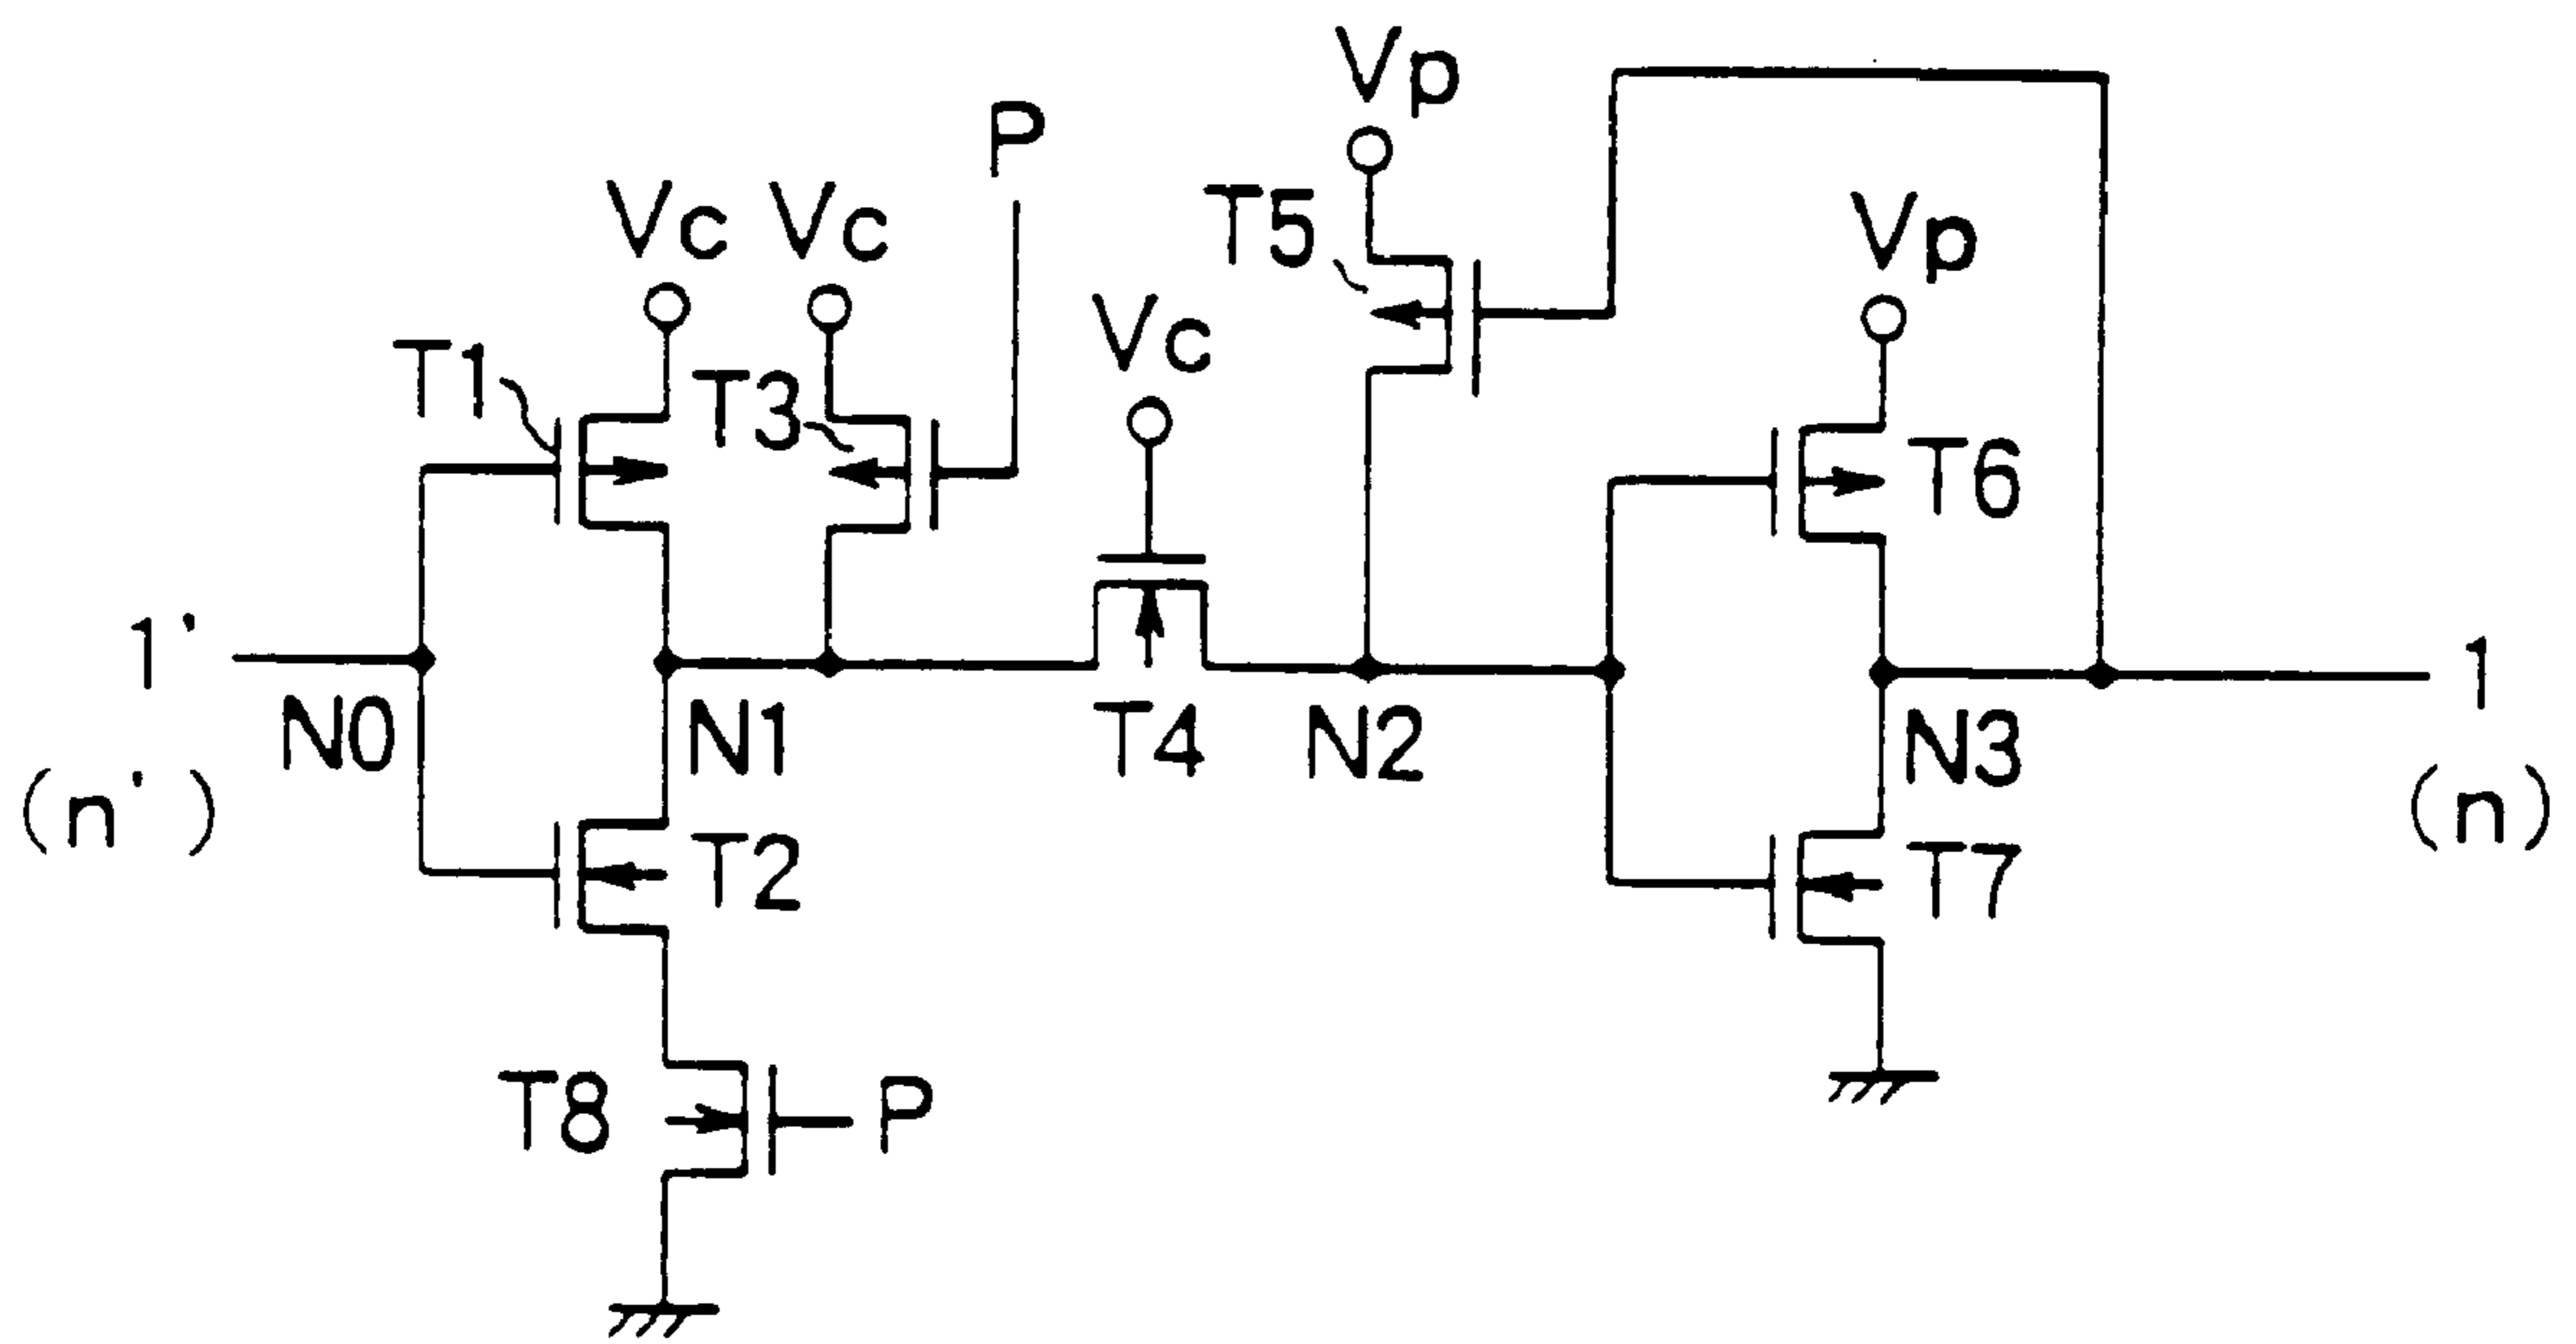 Vp
P
Vc Vc
T5
Vp
Vc
T1
T3
T6
1'
1
N0
N1
T4
N2
N3
(n')
(n)
T2
T7
T8
P